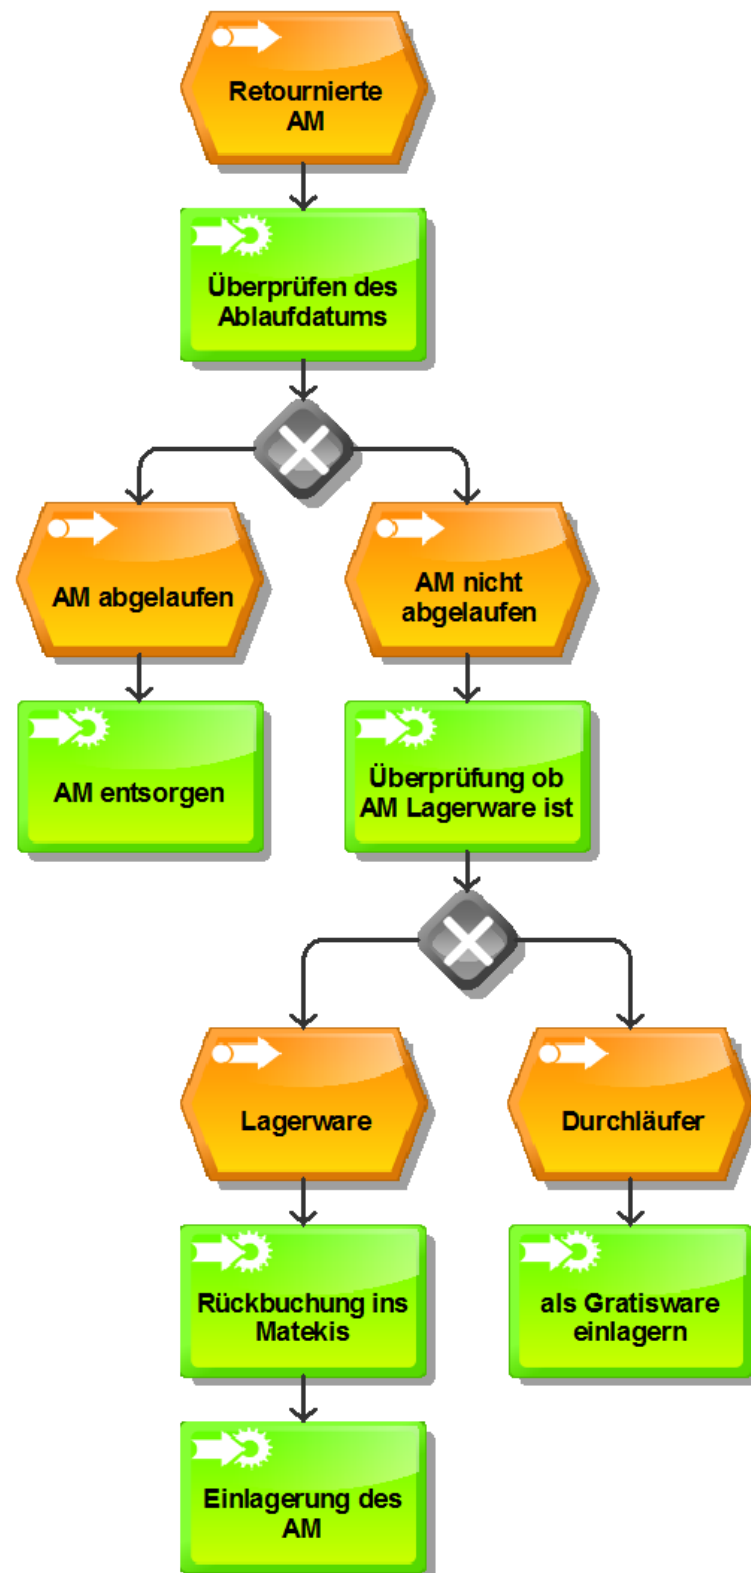 Retournierte
AM
Überprüfen des
Ablaufdatums
AM abgelaufen
AM nicht
abgelaufen
AM entsorgen
Überprüfung ob
AM Lagerware ist
Lagerware
Durchläufer
Rückbuchung ins
Matekis
als Gratisware
einlagern
Einlagerung des
AM